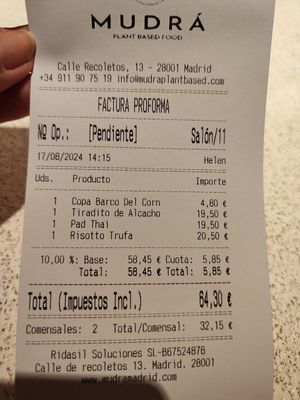 MUDRÁ
PLANT BASED FOOD
Calle Recoletos, 13 - 28001 Madrid
+34 911 90 75 19 info@mudraplantbased.com
FACTURA PROFORMA
Nº Op.: [Pendiente] Salón/11
17/08/2024 14:15 Helen
Uds. Producto Importe
1 Copa Barco Del Corn 4,80 €
1 Tiradito de Alcacho 19,50 €
1 Pad Thai 19,50 €
1 Risotto Trufa 20,50 €
10,00 %: Base: 58,45 € Cuota: 5,85 €
Total: 58,45 € Total: 5,85 €
Total (Impuestos Incl.) 64,30 €
Comensales: 2 Total/Comensal: 32,15 €
Ridasil Soluciones SL-B67524876
Calle de recoletos 13. Madrid. 28001
www.mudramadrid.com